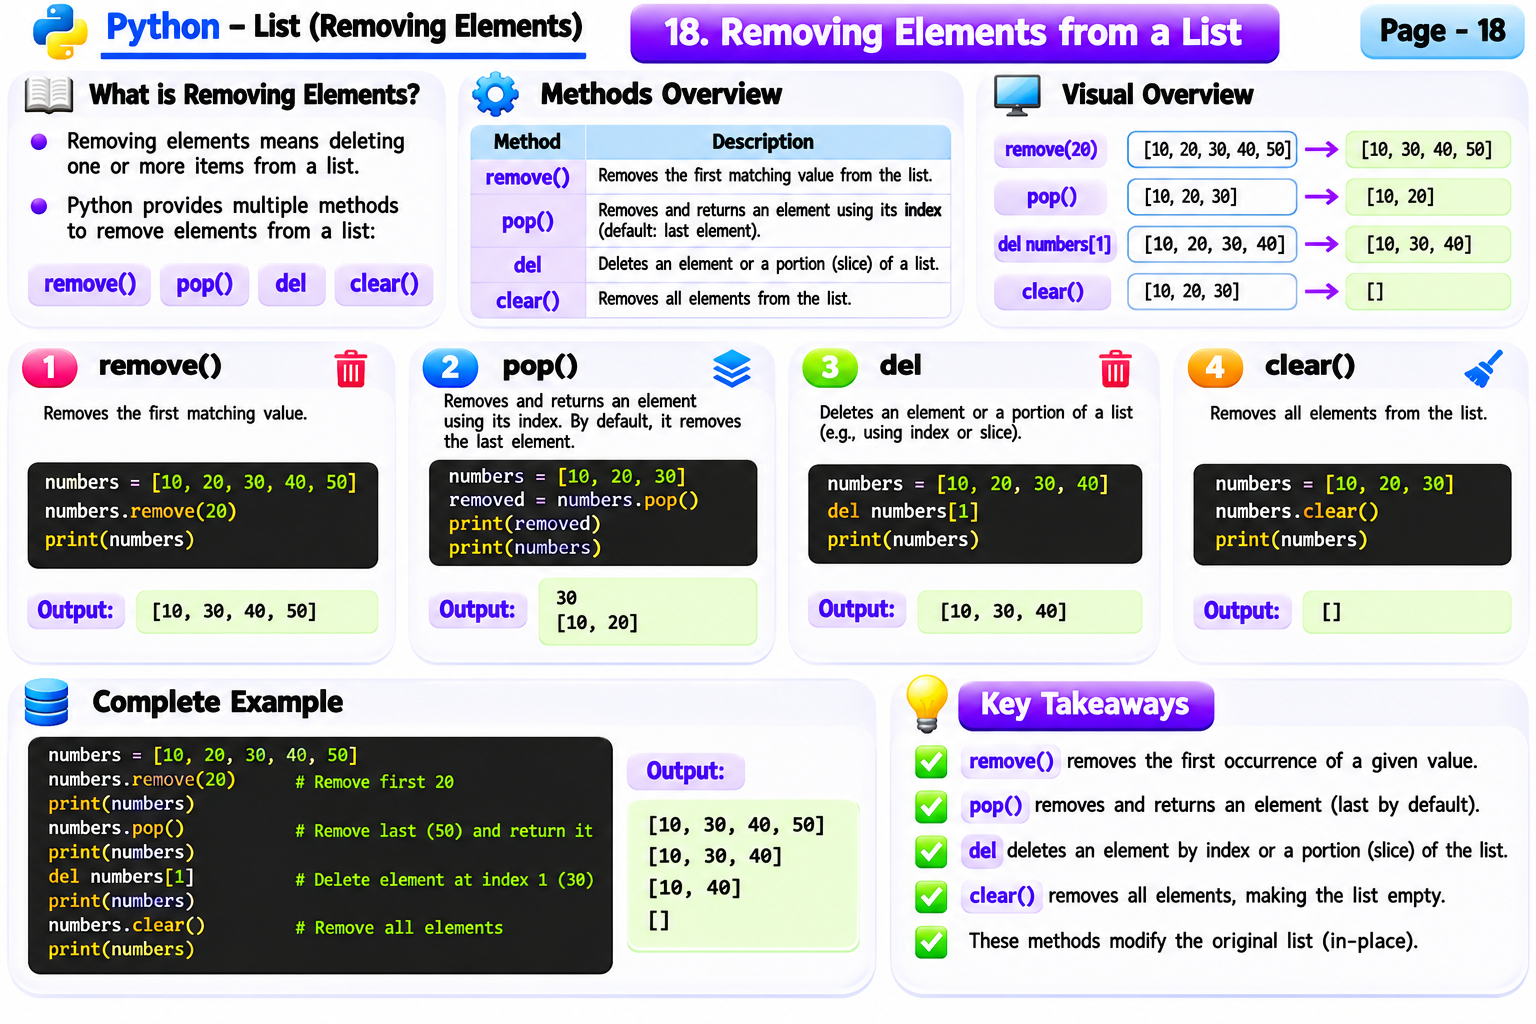 Python – List (Removing Elements)
18. Removing Elements from a List
Page - 18
What is Removing Elements?
Removing elements means deleting
one or more items from a list.
Python provides multiple methods
to remove elements from a list:
remove() pop() del clear()
Methods Overview
Method Description
remove() Removes the first matching value from the list.
pop() Removes and returns an element using its index
(default: last element).
del Deletes an element or a portion (slice) of a list.
clear() Removes all elements from the list.
Visual Overview
remove(20) [10, 20, 30, 40, 50] → [10, 30, 40, 50]
pop() [10, 20, 30] → [10, 20]
del numbers[1] [10, 20, 30, 40] → [10, 30, 40]
clear() [10, 20, 30] → []
1 remove()
Removes the first matching value.
numbers = [10, 20, 30, 40, 50]
numbers.remove(20)
print(numbers)
Output: [10, 30, 40, 50]
2 pop()
Removes and returns an element
using its index. By default, it removes
the last element.
numbers = [10, 20, 30]
removed = numbers.pop()
print(removed)
print(numbers)
Output: 30
[10, 20]
3 del
Deletes an element or a portion of a list
(e.g., using index or slice).
numbers = [10, 20, 30, 40]
del numbers[1]
print(numbers)
Output: [10, 30, 40]
4 clear()
Removes all elements from the list.
numbers = [10, 20, 30]
numbers.clear()
print(numbers)
Output: []
Complete Example
numbers = [10, 20, 30, 40, 50]
numbers.remove(20) # Remove first 20
print(numbers)
numbers.pop() # Remove last (50) and return it
print(numbers)
del numbers[1] # Delete element at index 1 (30)
print(numbers)
numbers.clear() # Remove all elements
print(numbers)
Output:
[10, 30, 40, 50]
[10, 30, 40]
[10, 40]
[]
Key Takeaways
remove() removes the first occurrence of a given value.
pop() removes and returns an element (last by default).
del deletes an element by index or a portion (slice) of the list.
clear() removes all elements, making the list empty.
These methods modify the original list (in-place).